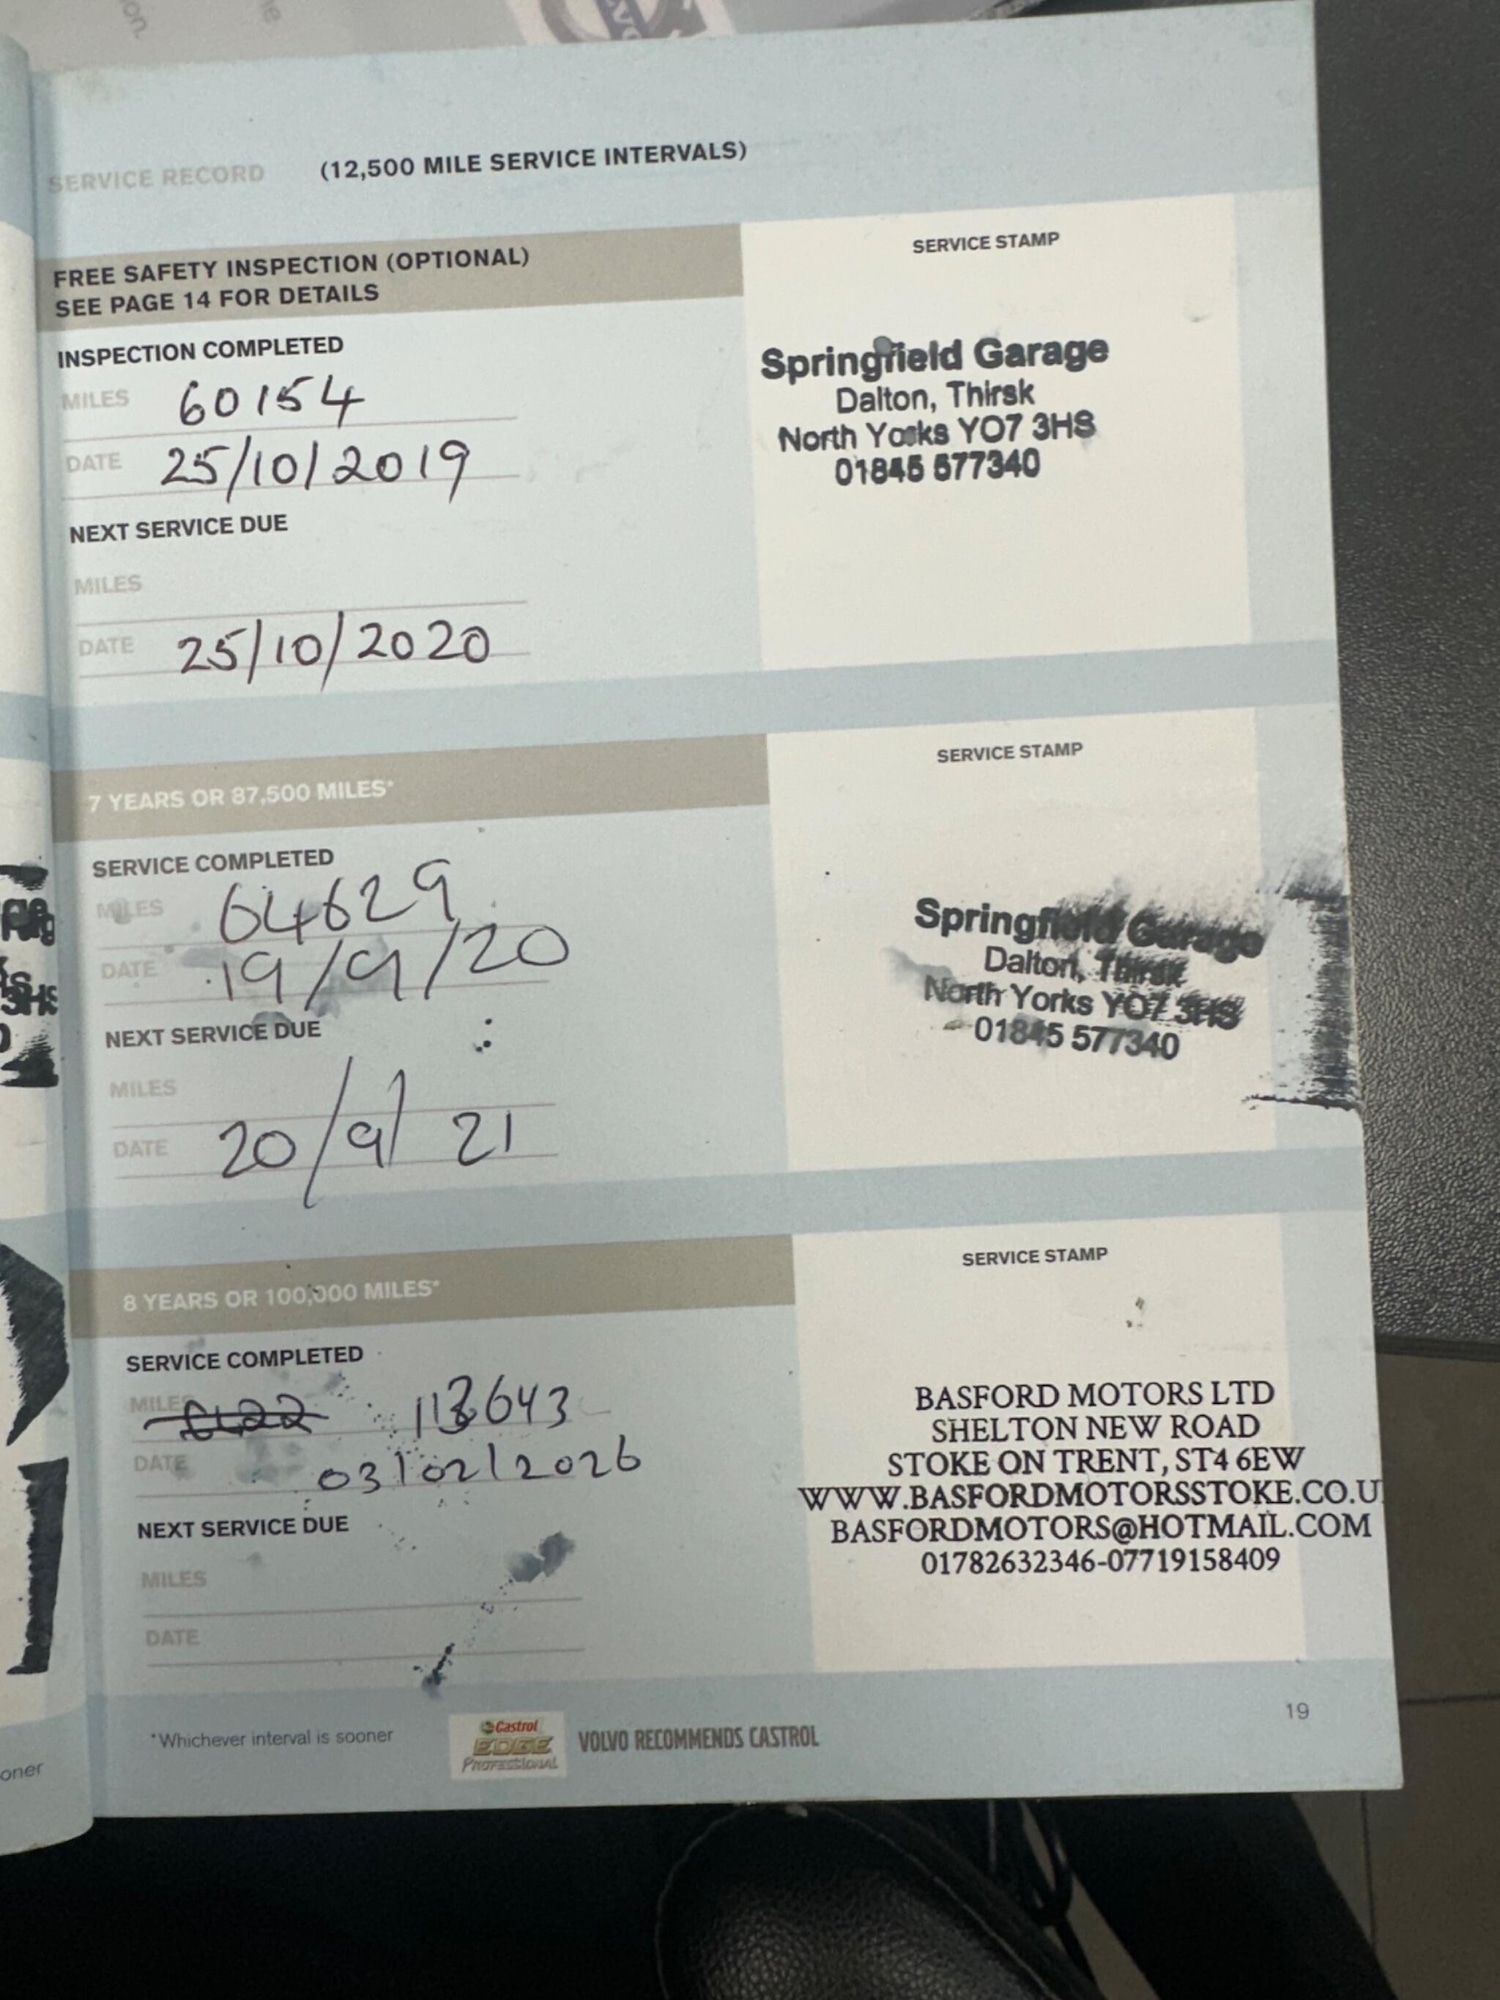 SERVICE RECORD (12,500 MILE SERVICE INTERVALS)
FREE SAFETY INSPECTION (OPTIONAL)
SEE PAGE 14 FOR DETAILS
SERVICE STAMP
INSPECTION COMPLETED
MILES 60154
DATE 25/10/2019
NEXT SERVICE DUE
MILES
DATE 25/10/2020
Springfield Garage
Dalton, Thirsk
North Yorks YO7 3HS
01845 577340
7 YEARS OR 87,500 MILES*
SERVICE STAMP
SERVICE COMPLETED
MILES 64629
DATE 19/9/20
NEXT SERVICE DUE
MILES
DATE 20/9/21
Springfield Garage
Dalton, Thirsk
North Yorks YO7 3HS
01845 577340
8 YEARS OR 100,000 MILES*
SERVICE STAMP
SERVICE COMPLETED
MILES
DATE 03/02/2026
NEXT SERVICE DUE
MILES
DATE
BASFORD MOTORS LTD
SHELTON NEW ROAD
STOKE ON TRENT, ST4 6EW
WWW.BASFORDMOTORSSTOKE.CO.U
BASFORDMOTORS@HOTMAIL.COM
01782632346-07719158409
*Whichever interval is sooner
Castrol
EDGE
Professional
VOLVO RECOMMENDS CASTROL
19
oner